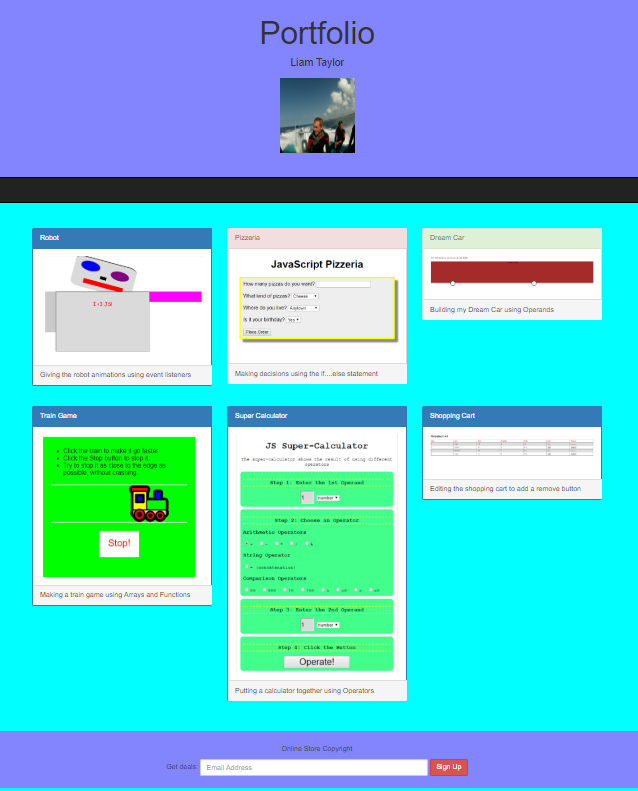 Portfolio
Liam Taylor
Robot
I <3 JS!
Giving the robot animations using event listeners
Pizzeria
JavaScript Pizzeria
How many pizzas do you want?
What kind of pizzas? Cheese
Where do you live? Anytown
Is it your birthday? Yes
Place Order
Making decisions using the if....else statement
Dream Car
Building my Dream Car using Operands
Train Game
Click the train to make it go faster.
Click the Stop button to stop it.
Try to stop it as close to the edge as
possible, without crashing.
Stop!
Making a train game using Arrays and Functions
Super Calculator
JS Super-Calculator
The super-calculator shows the result of using different
operators
Step 1: Enter the 1st Operand
1 number
Step 2: Choose an Operator
Arithmetic Operators
String Operator
+ (concatenation)
Comparison Operators
Step 3: Enter the 2nd Operand
1 number
Step 4: Click the Button
Operate!
Putting a calculator together using Operators
Shopping Cart
Shopping Cart
Editing the shopping cart to add a remove button
Online Store Copyright
Get deals: Email Address Sign Up